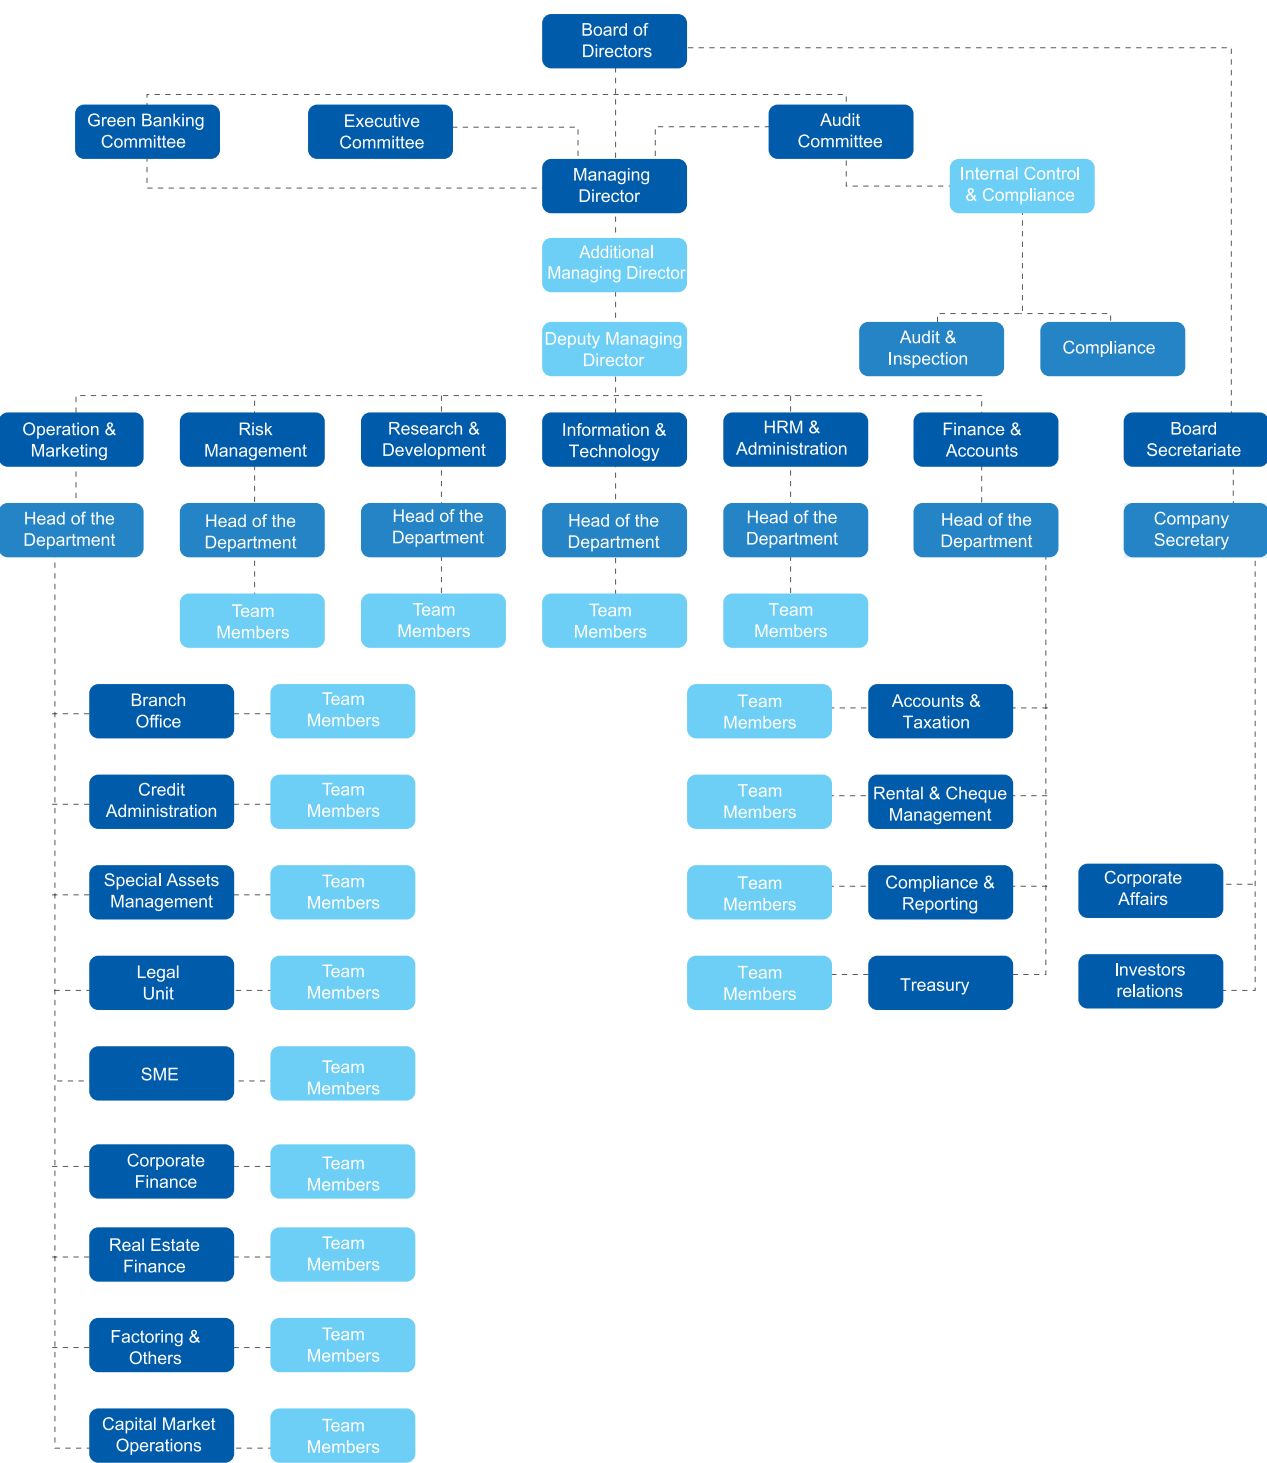 Board of
Directors
Green Banking
Committee
Executive
Committee
Audit
Committee
Managing
Director
Internal Control
& Compliance
Additional
Managing Director
Deputy Managing
Director
Audit &
Inspection
Compliance
Operation &
Marketing
Risk
Management
Research &
Development
Information &
Technology
HRM &
Administration
Finance &
Accounts
Board
Secretariate
Head of the
Department
Head of the
Department
Head of the
Department
Head of the
Department
Head of the
Department
Head of the
Department
Company
Secretary
Team
Members
Team
Members
Team
Members
Team
Members
Branch
Office
Team
Members
Team
Members
Accounts &
Taxation
Credit
Administration
Team
Members
Team
Members
Rental & Cheque
Management
Special Assets
Management
Team
Members
Team
Members
Compliance &
Reporting
Corporate
Affairs
Legal
Unit
Team
Members
Team
Members
Treasury
Investors
relations
SME
Team
Members
Corporate
Finance
Team
Members
Real Estate
Finance
Team
Members
Factoring &
Others
Team
Members
Capital Market
Operations
Team
Members